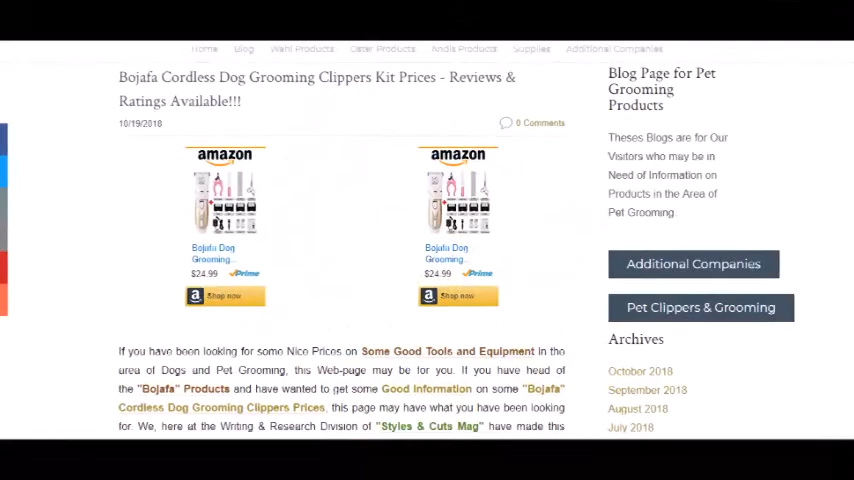 Home Blog Wahl Products Oster Products Andis Products Supplies Additional Companies
Bojafa Cordless Dog Grooming Clippers Kit Prices - Reviews &
Ratings Available!!!
10/19/2018
0 Comments
amazon
Bojafa Dog
Grooming...
$24.99 Prime
Shop now
amazon
Bojafa Dog
Grooming...
$24.99 Prime
Shop now
If you have been looking for some Nice Prices on Some Good Tools and Equipment in the
area of Dogs and Pet Grooming, this Web-page may be for you. If you have head of
the "Bojafa" Products and have wanted to get some Good Information on some "Bojafa"
Cordless Dog Grooming Clippers Prices, this page may have what you have been looking
for. We, here at the Writing & Research Division of "Styles & Cuts Mag" have made this
Blog Page for Pet
Grooming
Products
Theses Blogs are for Our
Visitors who may be in
Need of Information on
Products in the Area of
Pet Grooming.
Additional Companies
Pet Clippers & Grooming
Archives
October 2018
September 2018
August 2018
July 2018